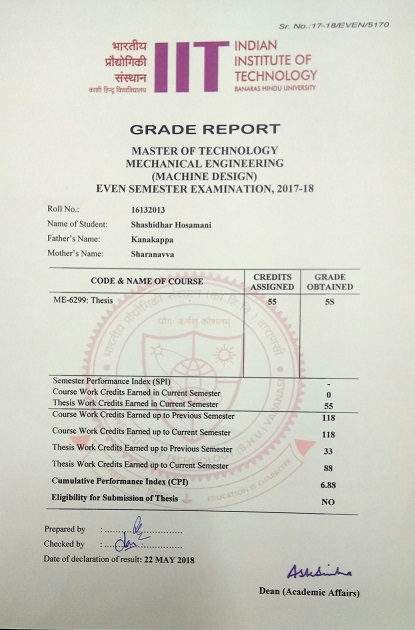 Sr. No.:17-18/EVEN/5170
भारतीय
प्रौद्योगिकी
संस्थान
काशी हिन्दू विश्वविद्यालय
IIT
INDIAN
INSTITUTE OF
TECHNOLOGY
BANARAS HINDU UNIVERSITY
GRADE REPORT
MASTER OF TECHNOLOGY
MECHANICAL ENGINEERING
(MACHINE DESIGN)
EVEN SEMESTER EXAMINATION, 2017-18
Roll No.: 16132013
Name of Student: Shashidhar Hosamani
Father's Name: Kanakappa
Mother's Name: Sharanavva
CODE & NAME OF COURSE CREDITS ASSIGNED GRADE OBTAINED
ME-6299: Thesis 55 5S
Semester Performance Index (SPI) -
Course Work Credits Earned in Current Semester 0
Thesis Work Credits Earned in Current Semester 55
Course Work Credits Earned up to Previous Semester 118
Course Work Credits Earned up to Current Semester 118
Thesis Work Credits Earned up to Previous Semester 33
Thesis Work Credits Earned up to Current Semester 88
Cumulative Performance Index (CPI) 6.88
Eligibility for Submission of Thesis NO
EDUCATION IS CHARACTER
Prepared by :
Checked by :
Date of declaration of result: 22 MAY 2018
Dean (Academic Affairs)